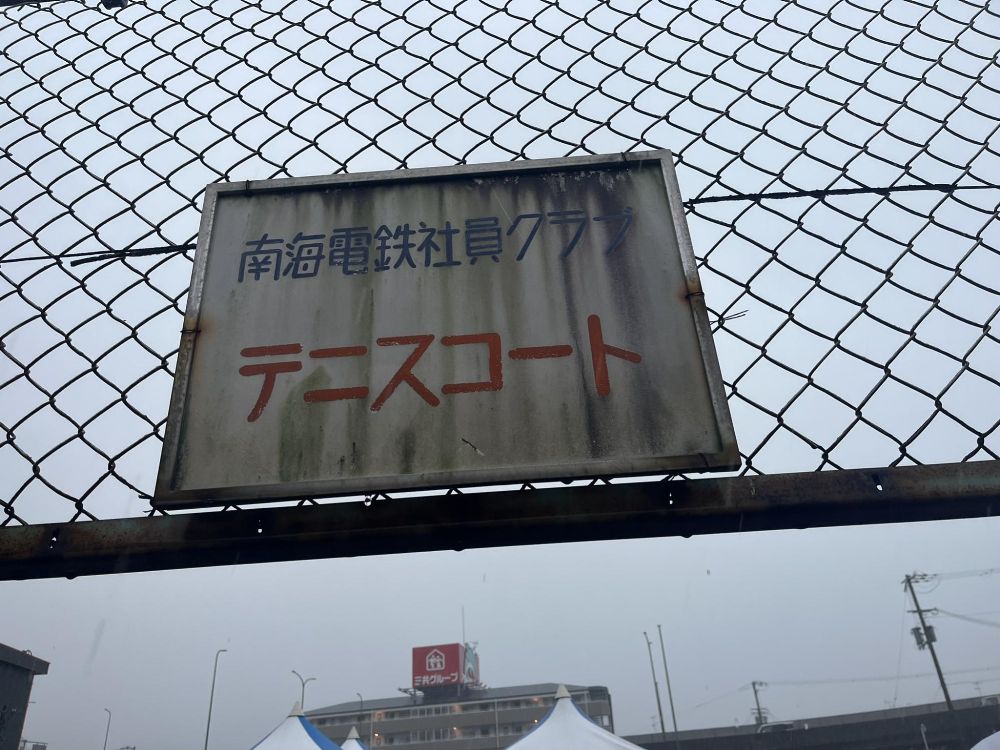 南海電鉄社員クラブ
テニスコート
三共グループ